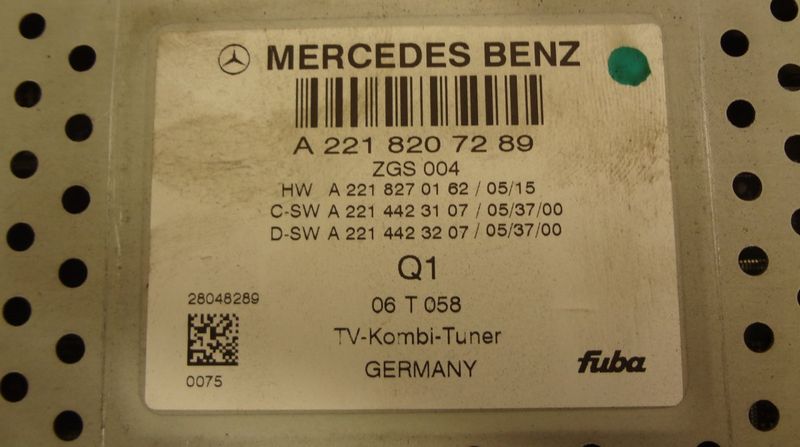 MERCEDES BENZ
A 221 820 72 89
ZGS 004
HW A 221 827 01 62 / 05/15
C-SW A 221 442 31 07 / 05/37/00
D-SW A 221 442 32 07 / 05/37/00
Q1
28048289
06 T 058
TV-Kombi-Tuner
0075
GERMANY
fuba